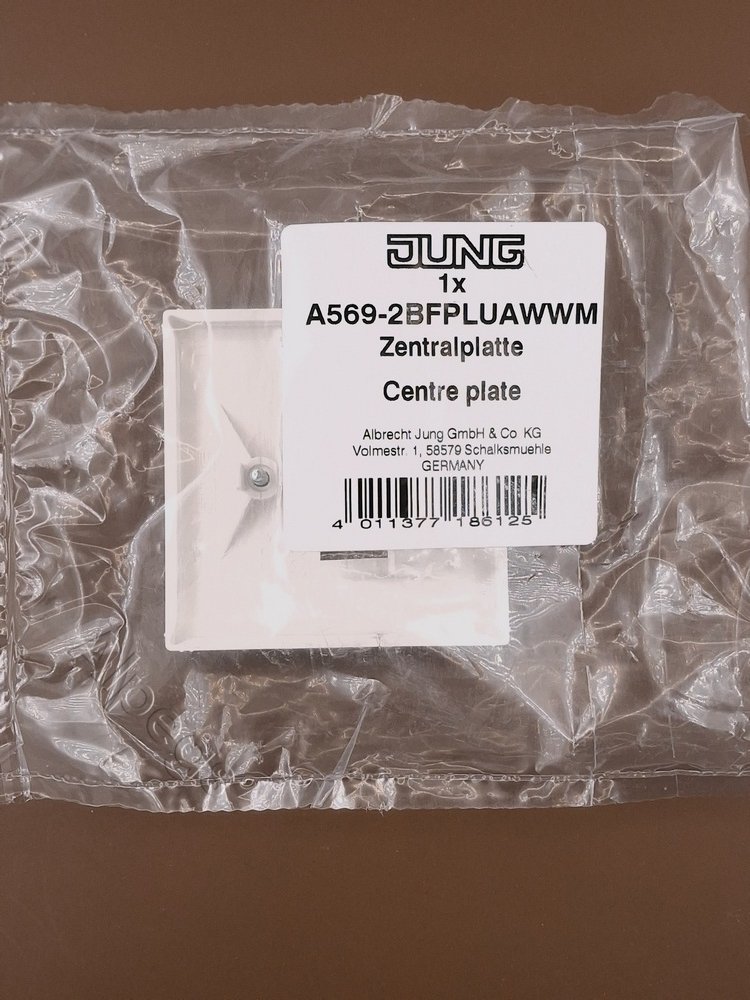 JUNG
1x
A569-2BFPLUAWWM
Zentralplatte
Centre plate
Albrecht Jung GmbH & Co. KG
Volmestr. 1, 58579 Schalksmuehle
GERMANY
4 011377 186125